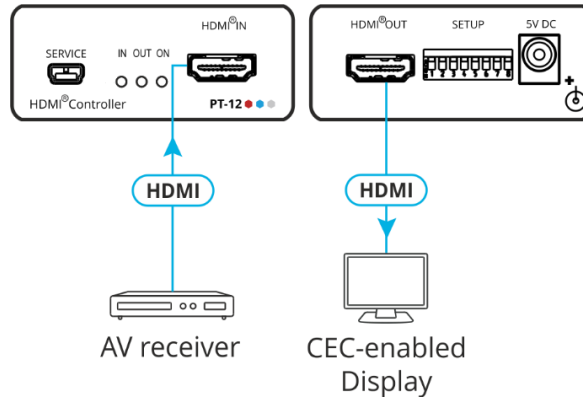 HDMI®IN
SERVICE
IN OUT ON
HDMI®Controller
PT-12
HDMI®OUT
SETUP
5V DC
1 2 3 4 5 6 7 8
+
HDMI
HDMI
AV receiver
CEC-enabled
Display